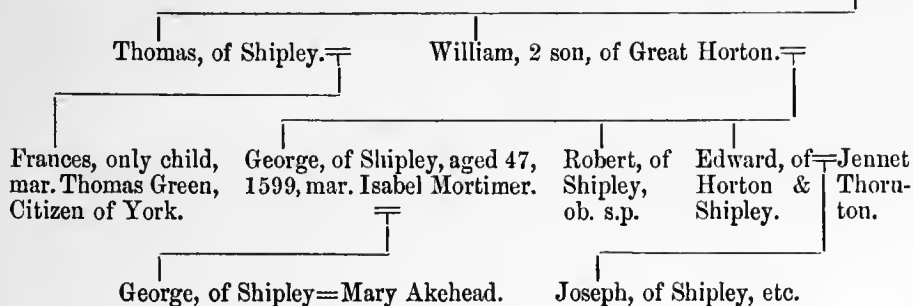 Thomas, of Shipley. William, 2 son, of Great Horton.
Frances, only child,
mar. Thomas Green,
Citizen of York.
George, of Shipley, aged 47,
1599, mar. Isabel Mortimer.
Robert, of
Shipley,
ob. s.p.
Edward, of
Horton &
Shipley.
Jennet
Thorn-
ton.
George, of Shipley=Mary Akehead. Joseph, of Shipley, etc.